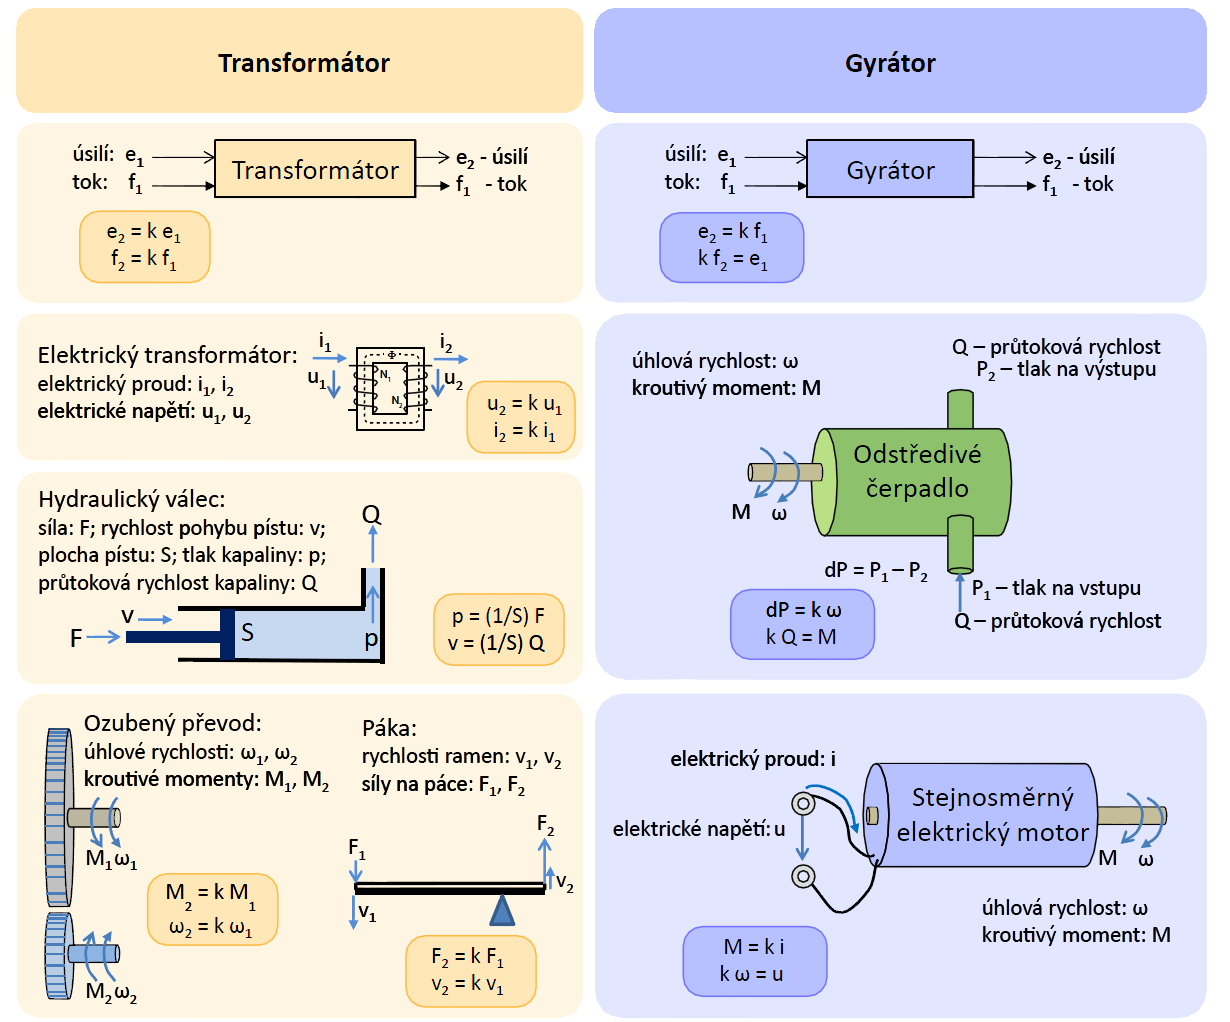 Transformátor
úsilí: e₁
tok: f₁
Transformátor
e₂ - úsilí
f₁ - tok
e₂ = k e₁
f₂ = k f₁
Elektrický transformátor:
elektrický proud: i₁, i₂
elektrické napětí: u₁, u₂
i₁
u₁
Φ
N₁
N₂
i₂
u₂
u₂ = k u₁
i₂ = k i₁
Hydraulický válec:
síla: F; rychlost pohybu pístu: v;
plocha pístu: S; tlak kapaliny: p;
průtoková rychlost kapaliny: Q
Q
v
F
S
p
p = (1/S) F
v = (1/S) Q
Ozubený převod:
úhlové rychlosti: ω₁, ω₂
kroutivé momenty: M₁, M₂
M₁ ω₁
M₂ ω₂
M₂ = k M₁
ω₂ = k ω₁
Páka:
rychlosti ramen: v₁, v₂
síly na páce: F₁, F₂
F₁
F₂
v₁
v₂
F₂ = k F₁
v₂ = k v₁
Gyrátor
úsilí: e₁
tok: f₁
Gyrátor
e₂ - úsilí
f₁ - tok
e₂ = k f₁
k f₂ = e₁
úhlová rychlost: ω
kroutivý moment: M
Q – průtoková rychlost
P₂ – tlak na výstupu
Odstředivé
čerpadlo
M ω
dP = P₁ – P₂
P₁ – tlak na vstupu
Q – průtoková rychlost
dP = k ω
k Q = M
elektrický proud: i
elektrické napětí: u
Stejnosměrný
elektrický motor
M ω
úhlová rychlost: ω
kroutivý moment: M
M = k i
k ω = u